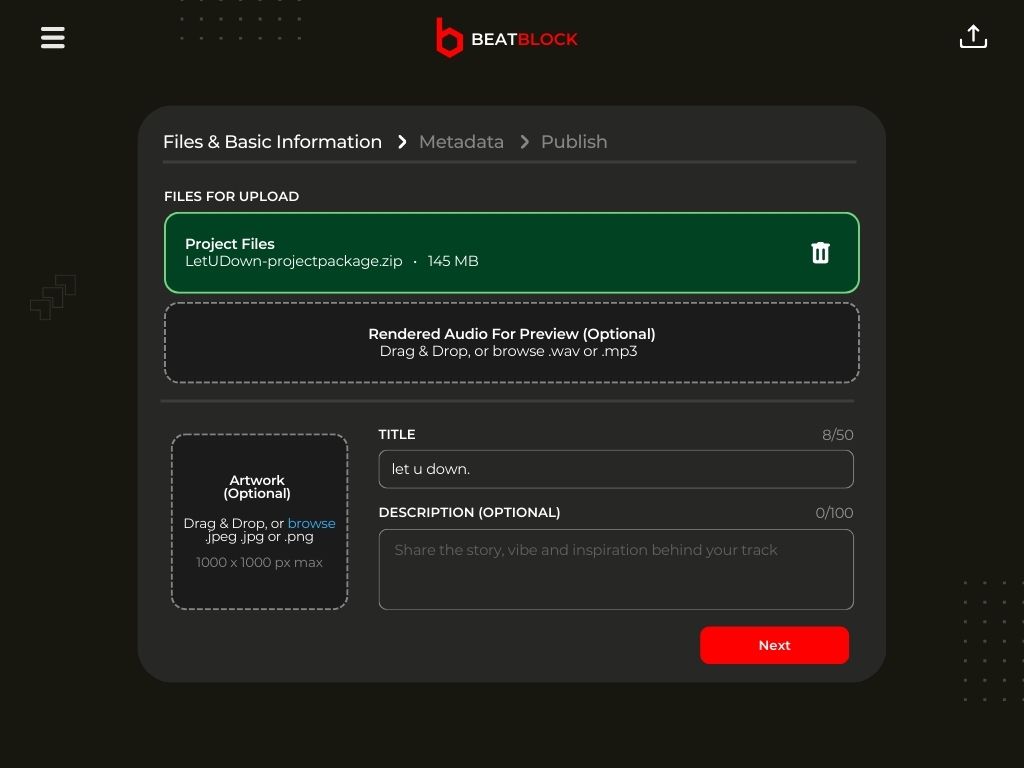 BEATBLOCK
Files & Basic Information > Metadata > Publish
FILES FOR UPLOAD
Project Files
LetUDown-projectpackage.zip • 145 MB
Rendered Audio For Preview (Optional)
Drag & Drop, or browse .wav or .mp3
Artwork
(Optional)
Drag & Drop, or browse
.jpeg .jpg or .png
1000 x 1000 px max
TITLE 8/50
let u down.
DESCRIPTION (OPTIONAL) 0/100
Share the story, vibe and inspiration behind your track
Next